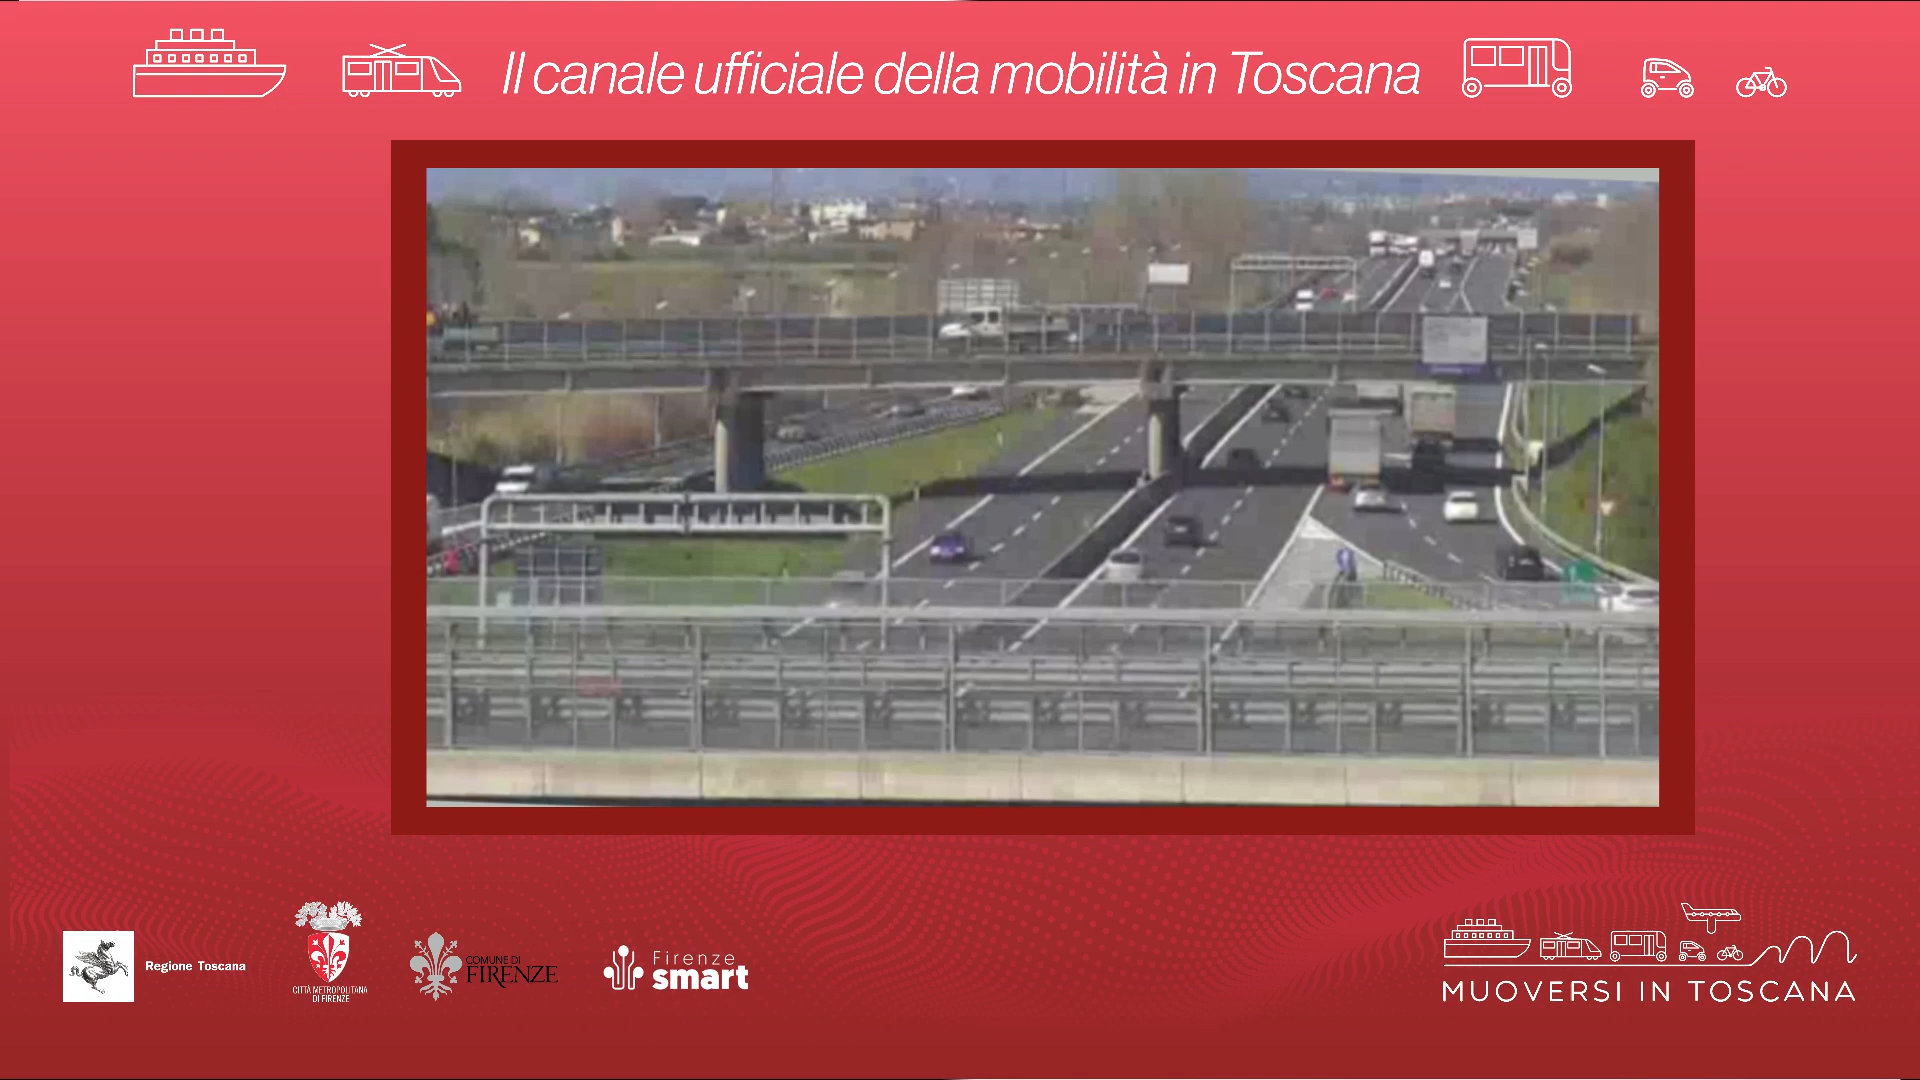 Il canale ufficiale della mobilità in Toscana
Regione Toscana
CITTÀ METROPOLITANA
DI FIRENZE
COMUNE DI
FIRENZE
Firenze
smart
MUOVERSI IN TOSCANA